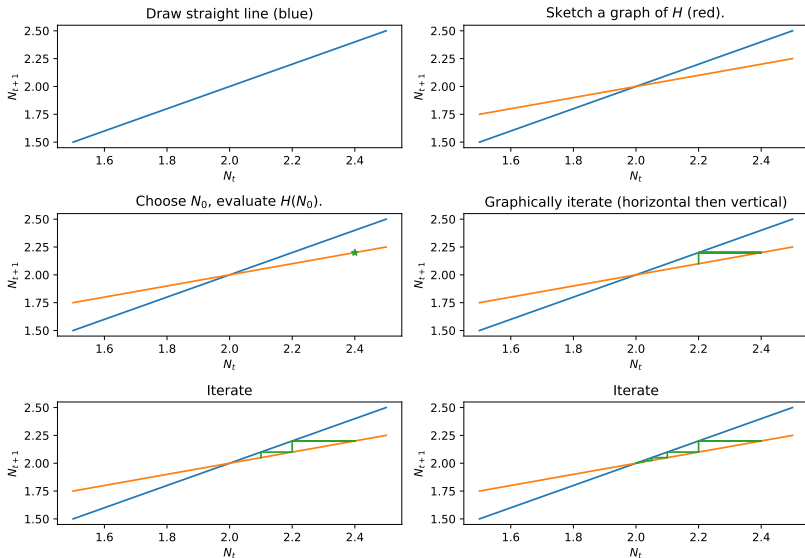 Draw straight line (blue)
2.50
2.25
2.00
1.75
1.50
N_{t+1}
1.6 1.8 2.0 2.2 2.4
N_t
Sketch a graph of H (red).
2.50
2.25
2.00
1.75
1.50
N_{t+1}
1.6 1.8 2.0 2.2 2.4
N_t
Choose N_0, evaluate H(N_0).
2.50
2.25
2.00
1.75
1.50
N_{t+1}
1.6 1.8 2.0 2.2 2.4
N_t
Graphically iterate (horizontal then vertical)
2.50
2.25
2.00
1.75
1.50
N_{t+1}
1.6 1.8 2.0 2.2 2.4
N_t
Iterate
2.50
2.25
2.00
1.75
1.50
N_{t+1}
1.6 1.8 2.0 2.2 2.4
N_t
Iterate
2.50
2.25
2.00
1.75
1.50
N_{t+1}
1.6 1.8 2.0 2.2 2.4
N_t